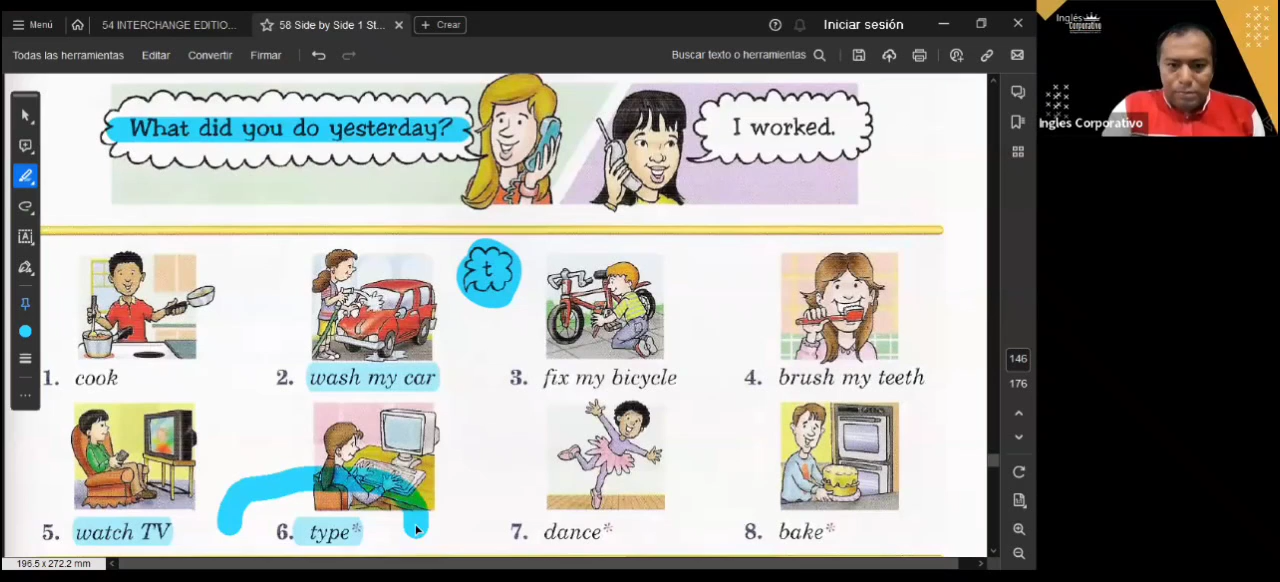 Menú
54 INTERCHANGE EDITIO...
58 Side by Side 1 St...
Crear
Iniciar sesión
Todas las herramientas
Editar
Convertir
Firmar
Buscar texto o herramientas
Inglés
Corporativo
Ingles Corporativo
What did you do yesterday?
I worked.
t
1. cook
2. wash my car
3. fix my bicycle
4. brush my teeth
5. watch TV
6. type*
7. dance*
8. bake*
146
176
196.5 x 272.2 mm